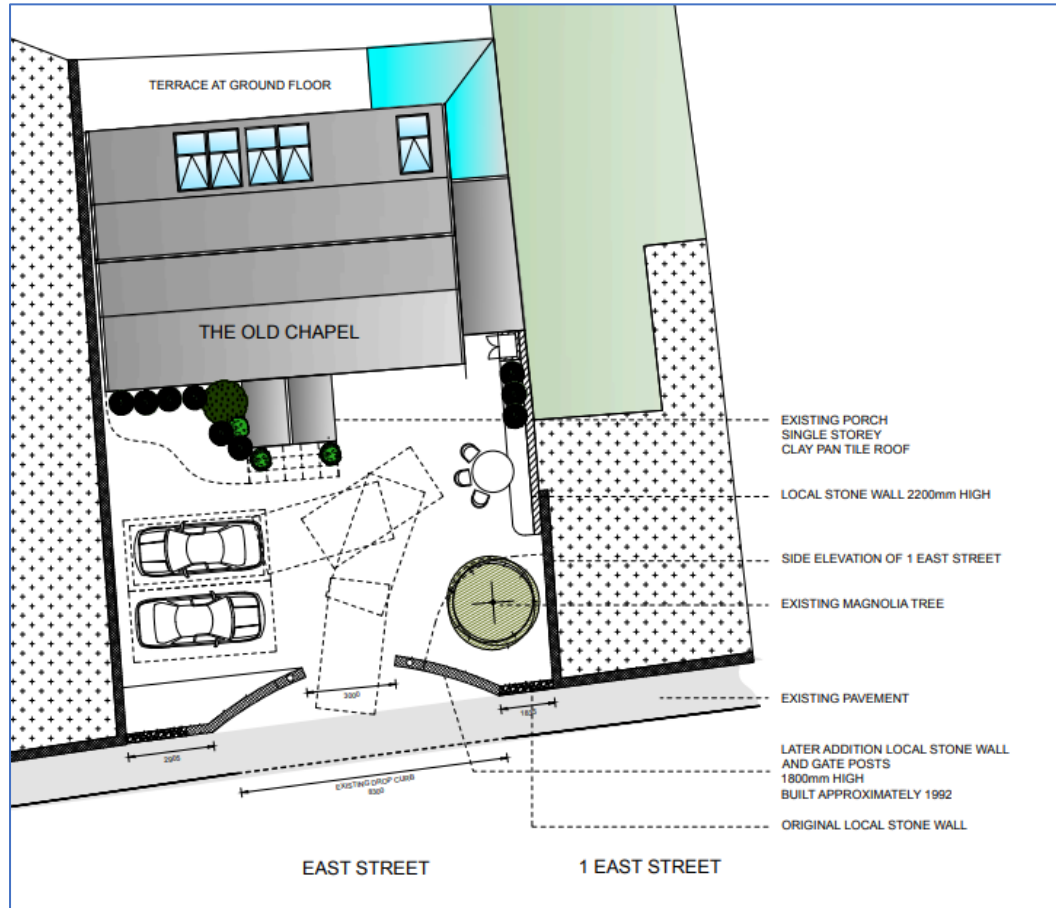 TERRACE AT GROUND FLOOR
THE OLD CHAPEL
EXISTING PORCH
SINGLE STOREY
CLAY PAN TILE ROOF
LOCAL STONE WALL 2200mm HIGH
SIDE ELEVATION OF 1 EAST STREET
EXISTING MAGNOLIA TREE
3000
EXISTING PAVEMENT
LATER ADDITION LOCAL STONE WALL
AND GATE POSTS
1800mm HIGH
BUILT APPROXIMATELY 1992
EXISTING DROP CURB
ORIGINAL LOCAL STONE WALL
EAST STREET
1 EAST STREET